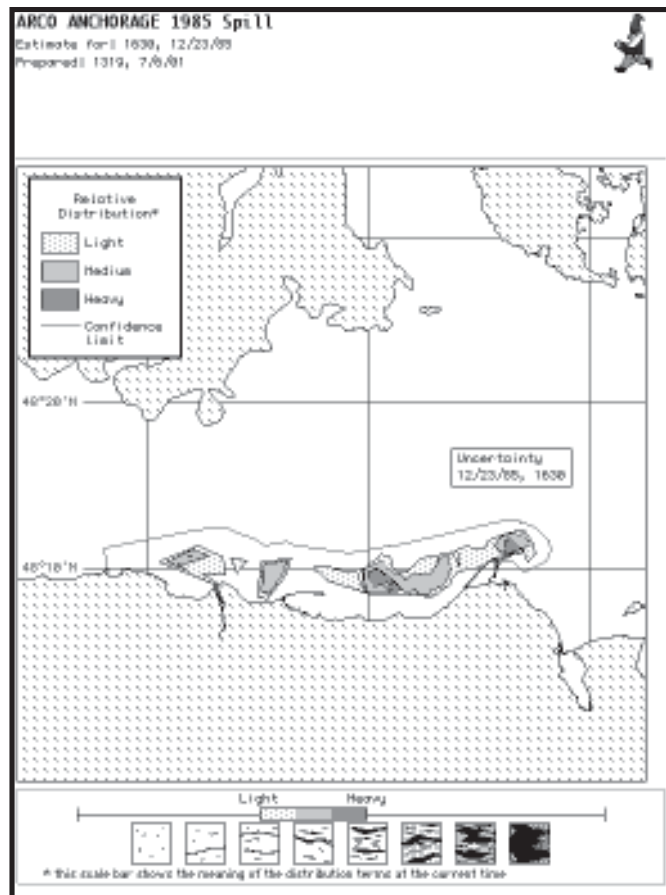 ARCO ANCHORAGE 1985 Spill
Estimate for: 1630, 12/23/85
Prepared: 1319, 7/6/01
Relative
Distribution*
Light
Medium
Heavy
Confidence
Limit
48°20'N
Uncertainty
12/23/85, 1630
48°10'N
Light Heavy
* this scale bar shows the meaning of the distribution terms at the current time